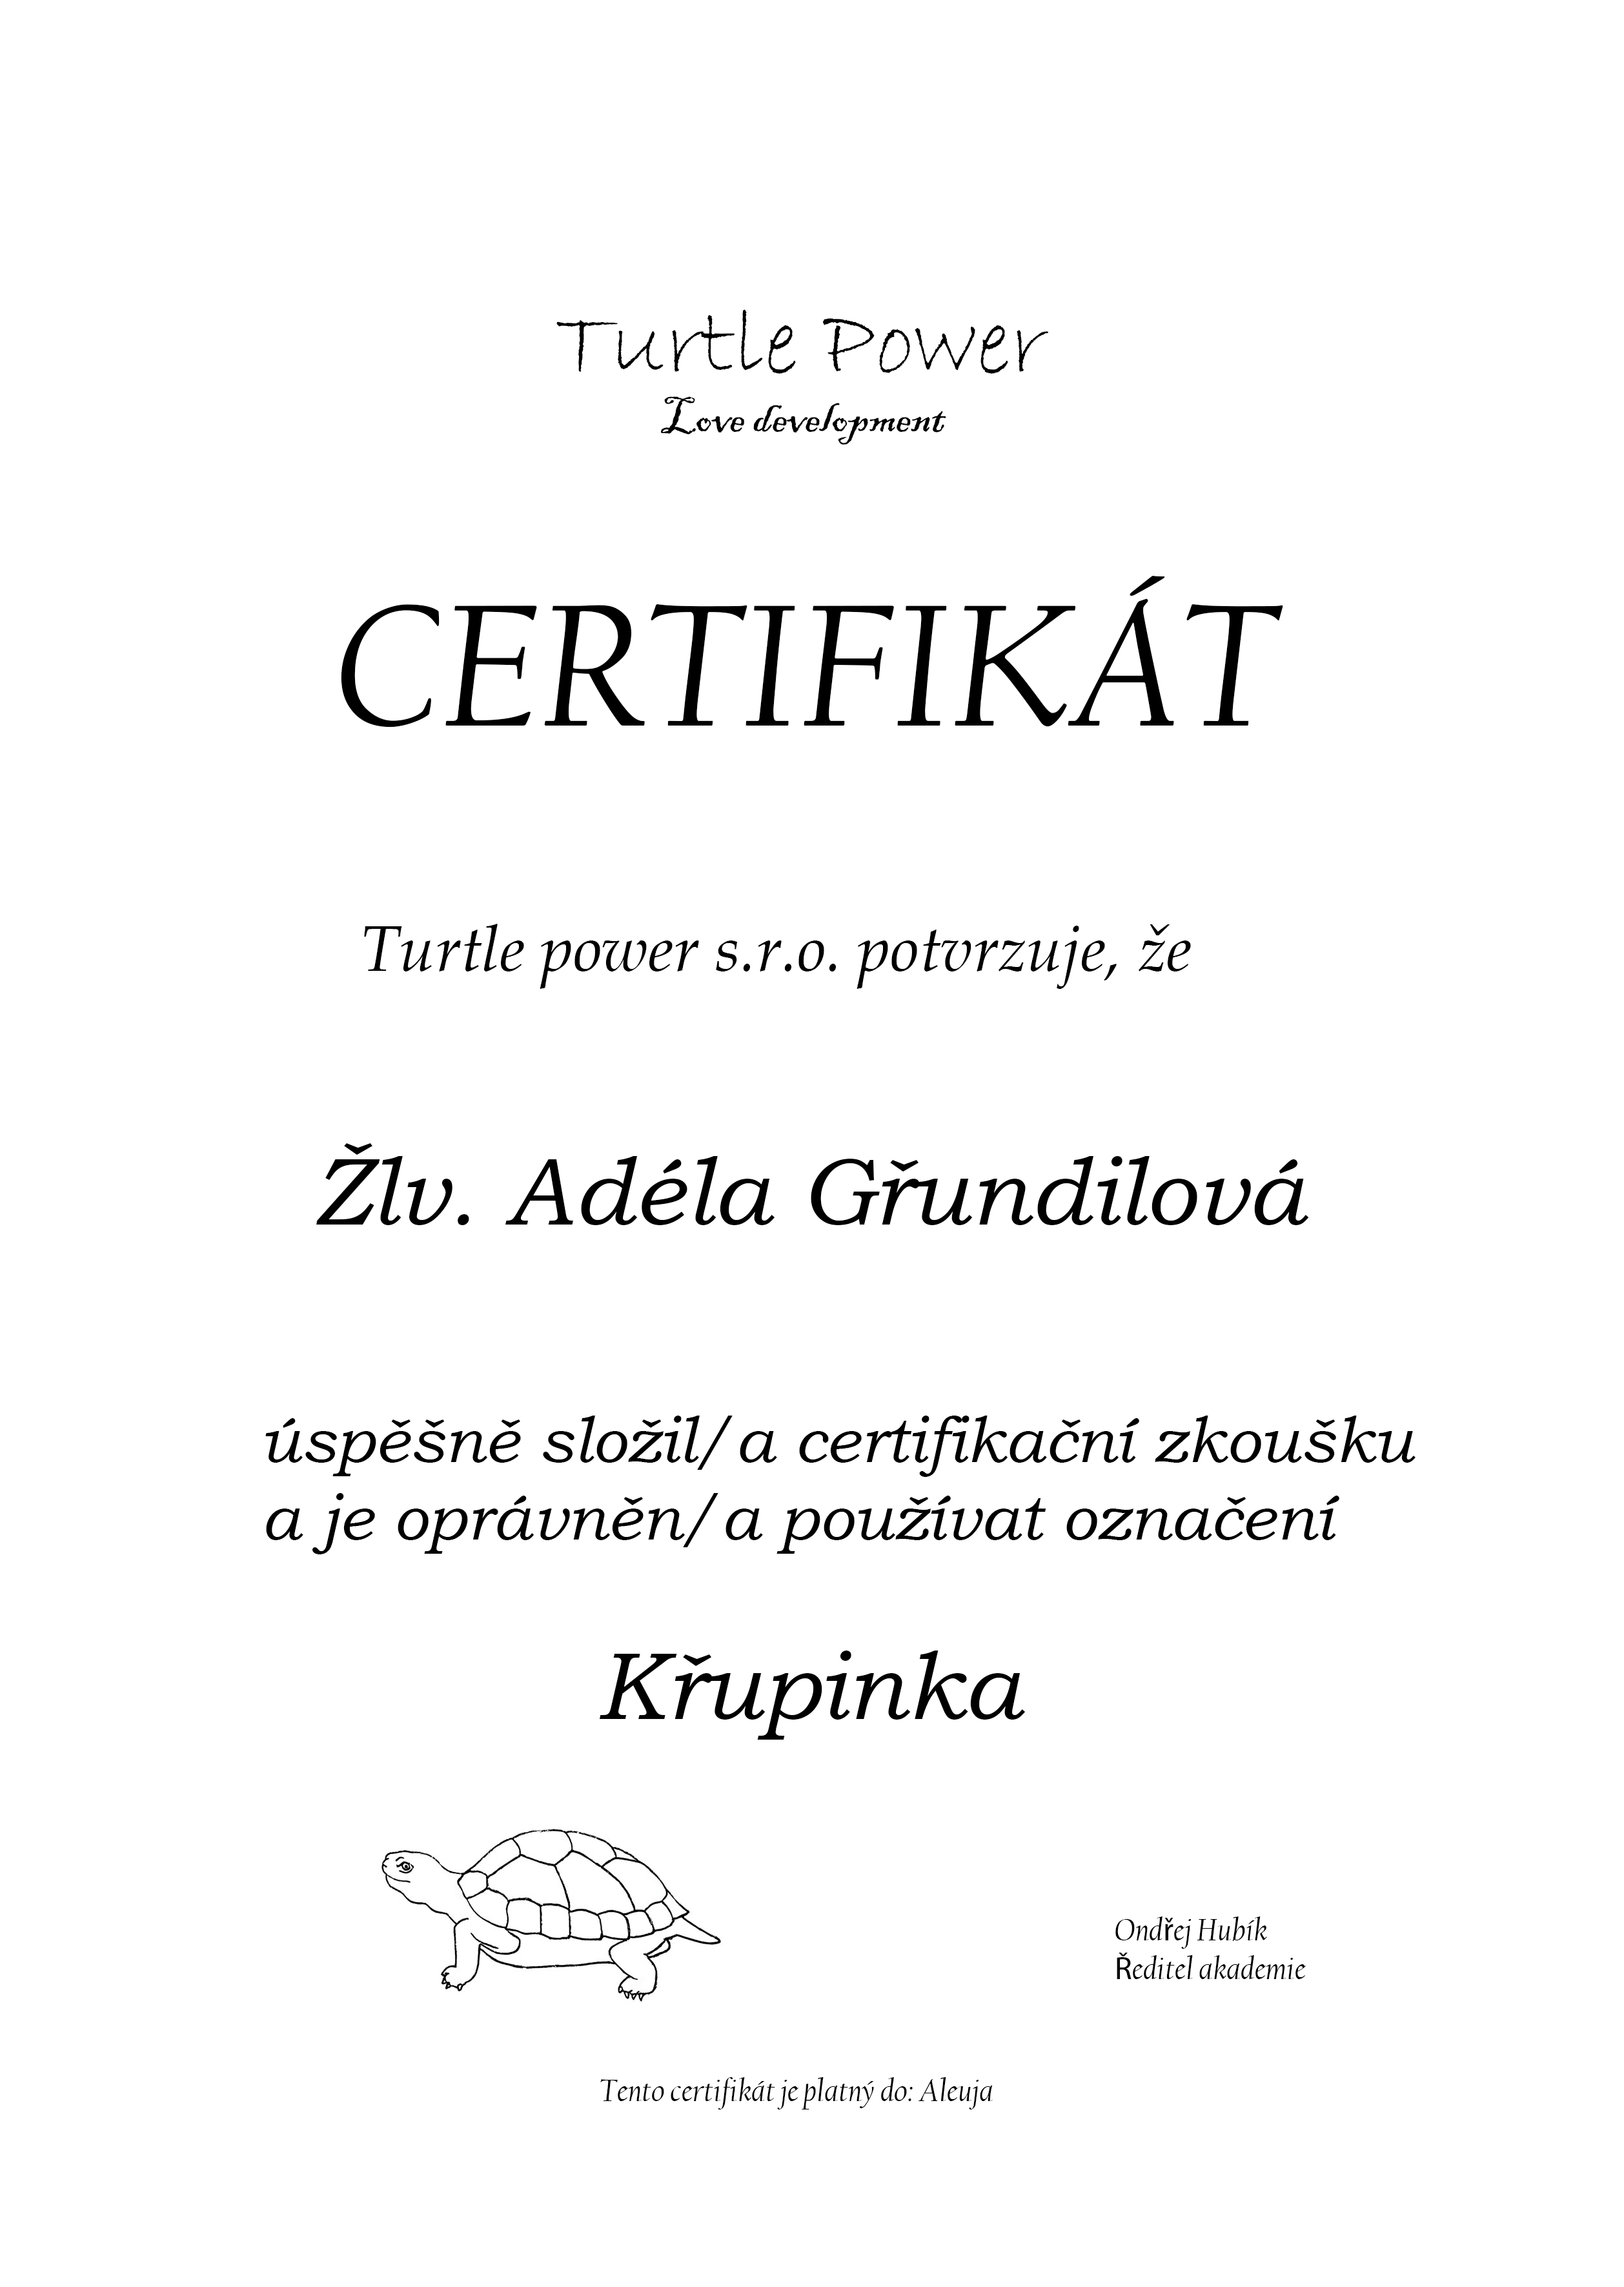 Turtle Power
Love development
CERTIFIKÁT
Turtle power s.r.o. potvrzuje, že
Žlv. Adéla Gřundilová
úspěšně složil/a certifikační zkoušku
a je oprávněn/a používat označení
Křupinka
Ondřej Hubík
Ředitel akademie
Tento certifikát je platný do: Aleuja